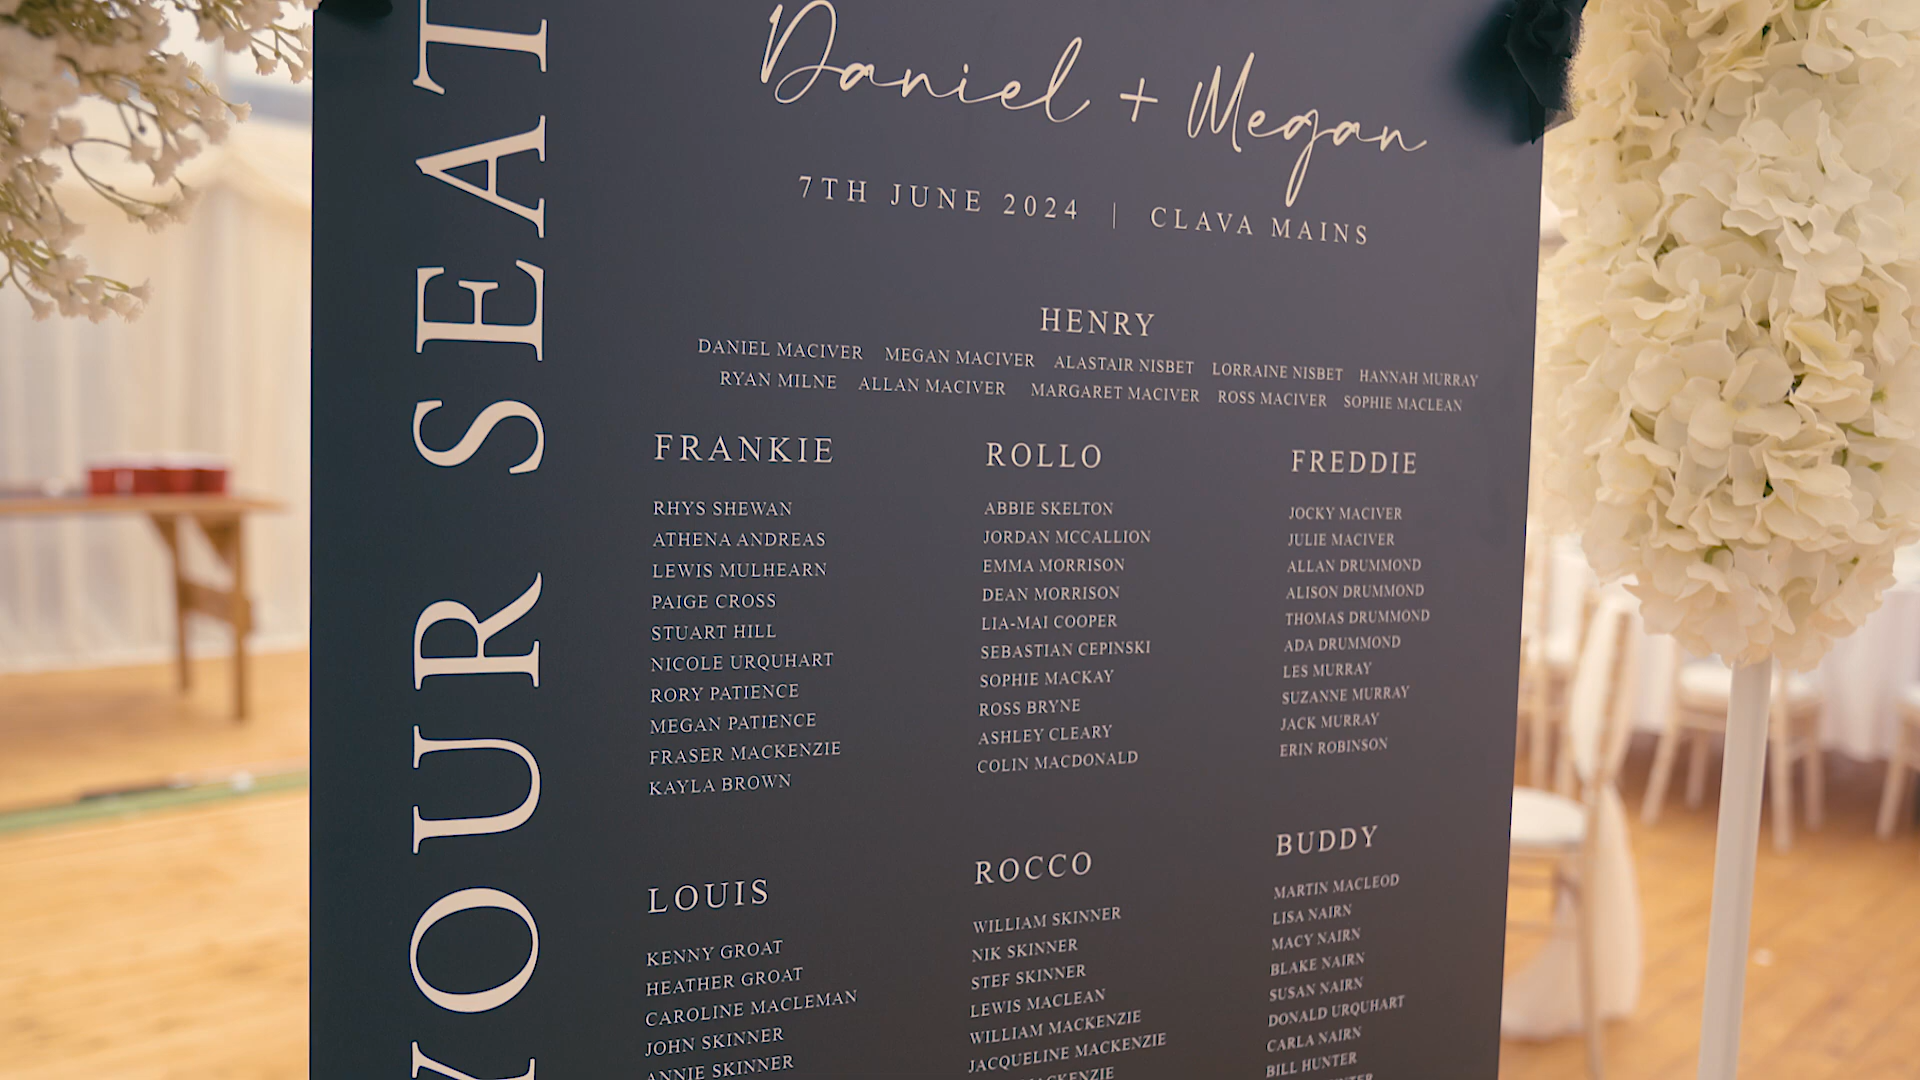 YOUR SEAT
Daniel + Megan
7TH JUNE 2024 | CLAVA MAINS
HENRY
DANIEL MACIVER MEGAN MACIVER ALASTAIR NISBET LORRAINE NISBET HANNAH MURRAY
RYAN MILNE ALLAN MACIVER MARGARET MACIVER ROSS MACIVER SOPHIE MACLEAN
FRANKIE
RHYS SHEWAN
ATHENA ANDREAS
LEWIS MULHEARN
PAIGE CROSS
STUART HILL
NICOLE URQUHART
RORY PATIENCE
MEGAN PATIENCE
FRASER MACKENZIE
KAYLA BROWN
ROLLO
ABBIE SKELTON
JORDAN MCCALLION
EMMA MORRISON
DEAN MORRISON
LIA-MAI COOPER
SEBASTIAN CEPINSKI
SOPHIE MACKAY
ROSS BRYNE
ASHLEY CLEARY
COLIN MACDONALD
FREDDIE
JOCKY MACIVER
JULIE MACIVER
ALLAN DRUMMOND
ALISON DRUMMOND
THOMAS DRUMMOND
ADA DRUMMOND
LES MURRAY
SUZANNE MURRAY
JACK MURRAY
ERIN ROBINSON
LOUIS
KENNY GROAT
HEATHER GROAT
CAROLINE MACLEMAN
JOHN SKINNER
ANNIE SKINNER
ROCCO
WILLIAM SKINNER
NIK SKINNER
STEF SKINNER
LEWIS MACLEAN
WILLIAM MACKENZIE
JACQUELINE MACKENZIE
BUDDY
MARTIN MACLEOD
LISA NAIRN
MACY NAIRN
BLAKE NAIRN
SUSAN NAIRN
DONALD URQUHART
CARLA NAIRN
BILL HUNTER